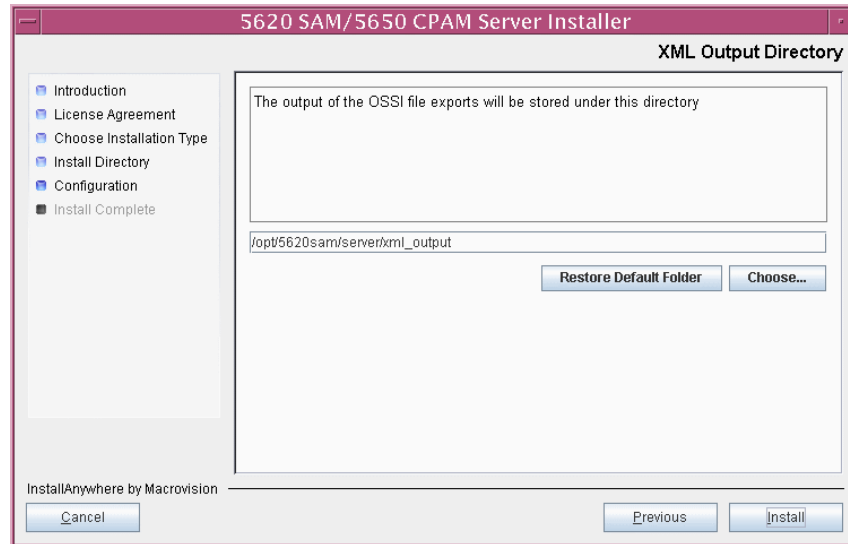 5620 SAM/5650 CPAM Server Installer
XML Output Directory
Introduction
License Agreement
Choose Installation Type
Install Directory
Configuration
Install Complete
The output of the OSSI file exports will be stored under this directory
/opt/5620sam/server/xml_output
Restore Default Folder
Choose...
InstallAnywhere by Macrovision
Cancel
Previous
Install